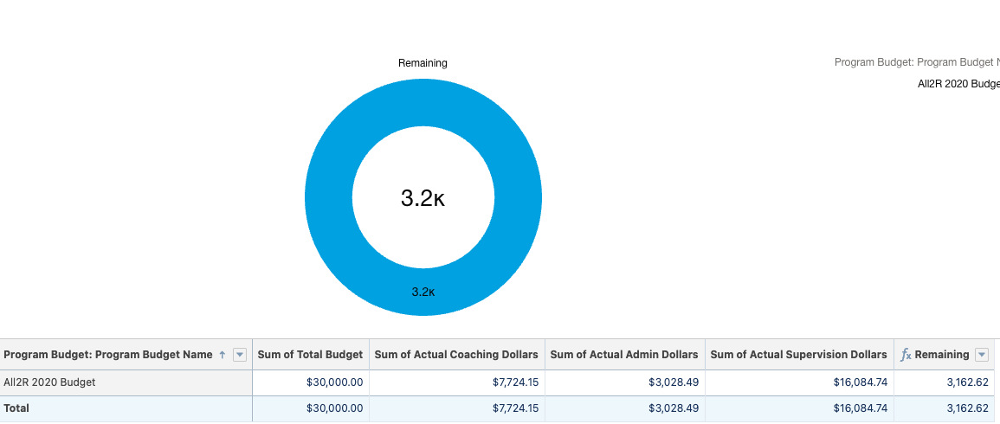 Remaining
Program Budget: Program Budget
All2R 2020 Budge
3.2K
3.2K
Program Budget: Program Budget Name ↑ Sum of Total Budget Sum of Actual Coaching Dollars Sum of Actual Admin Dollars Sum of Actual Supervision Dollars fx Remaining
All2R 2020 Budget $30,000.00 $7,724.15 $3,028.49 $16,084.74 3,162.62
Total $30,000.00 $7,724.15 $3,028.49 $16,084.74 3,162.62